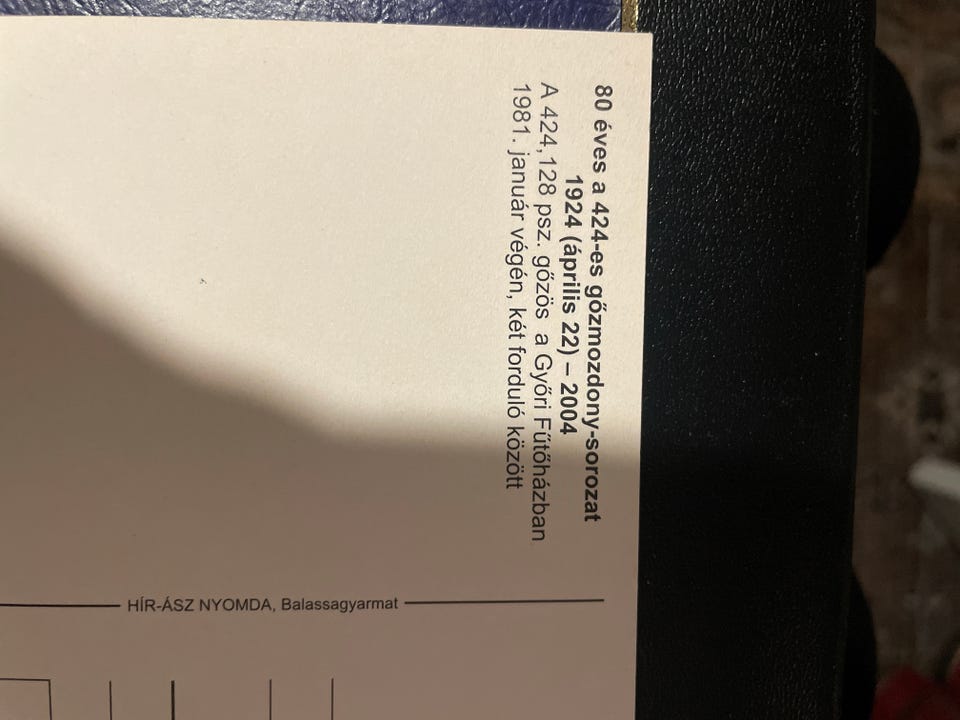 80 éves a 424-es gőzmozdony-sorozat
1924 (április 22) – 2004
A 424,128 psz. gőzös a Győri Fűtőházban
1981. január végén, két forduló között
HÍR-ÁSZ NYOMDA, Balassagyarmat